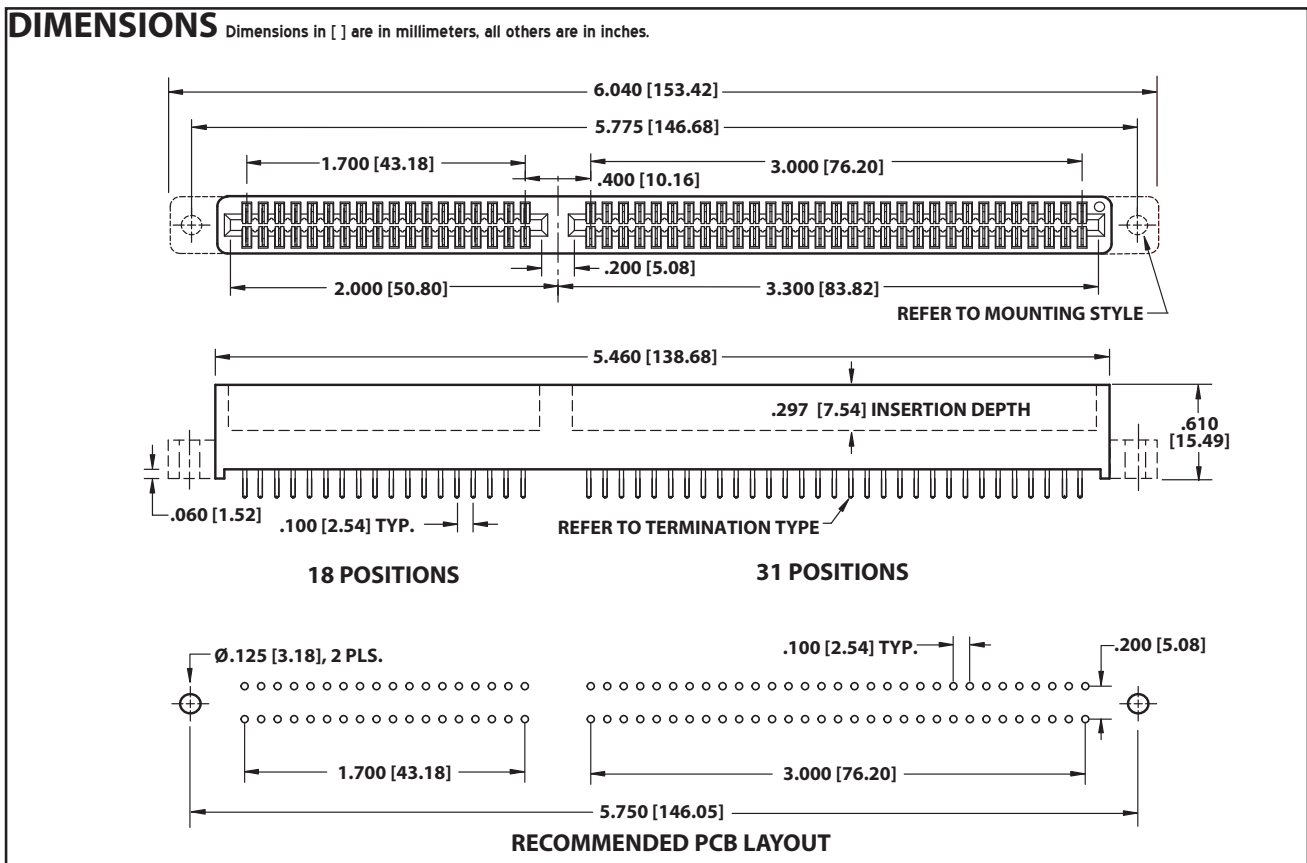 DIMENSIONS Dimensions in [ ] are in millimeters, all others are in inches.
6.040 [153.42]
5.775 [146.68]
1.700 [43.18]
3.000 [76.20]
.400 [10.16]
.200 [5.08]
2.000 [50.80]
3.300 [83.82]
REFER TO MOUNTING STYLE
5.460 [138.68]
.297 [7.54] INSERTION DEPTH
.610
[15.49]
.060 [1.52]
.100 [2.54] TYP.
REFER TO TERMINATION TYPE
18 POSITIONS
31 POSITIONS
Ø.125 [3.18], 2 PLS.
.100 [2.54] TYP.
.200 [5.08]
1.700 [43.18]
3.000 [76.20]
5.750 [146.05]
RECOMMENDED PCB LAYOUT